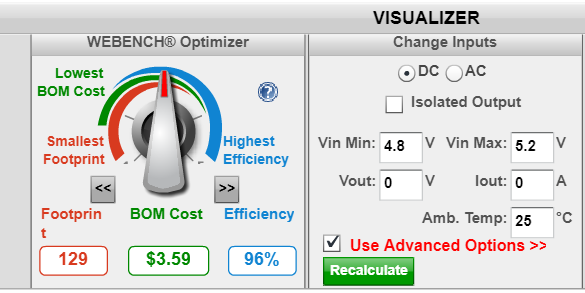 VISUALIZER
WEBENCH® Optimizer
Lowest
BOM Cost
Smallest
Footprint
Highest
Efficiency
?
<<
>>
Footprin
t
BOM Cost
Efficiency
129
$3.59
96%
Change Inputs
DC AC
Isolated Output
Vin Min: 4.8 V Vin Max: 5.2 V
Vout: 0 V Iout: 0 A
Amb. Temp: 25 °C
Use Advanced Options >>
Recalculate